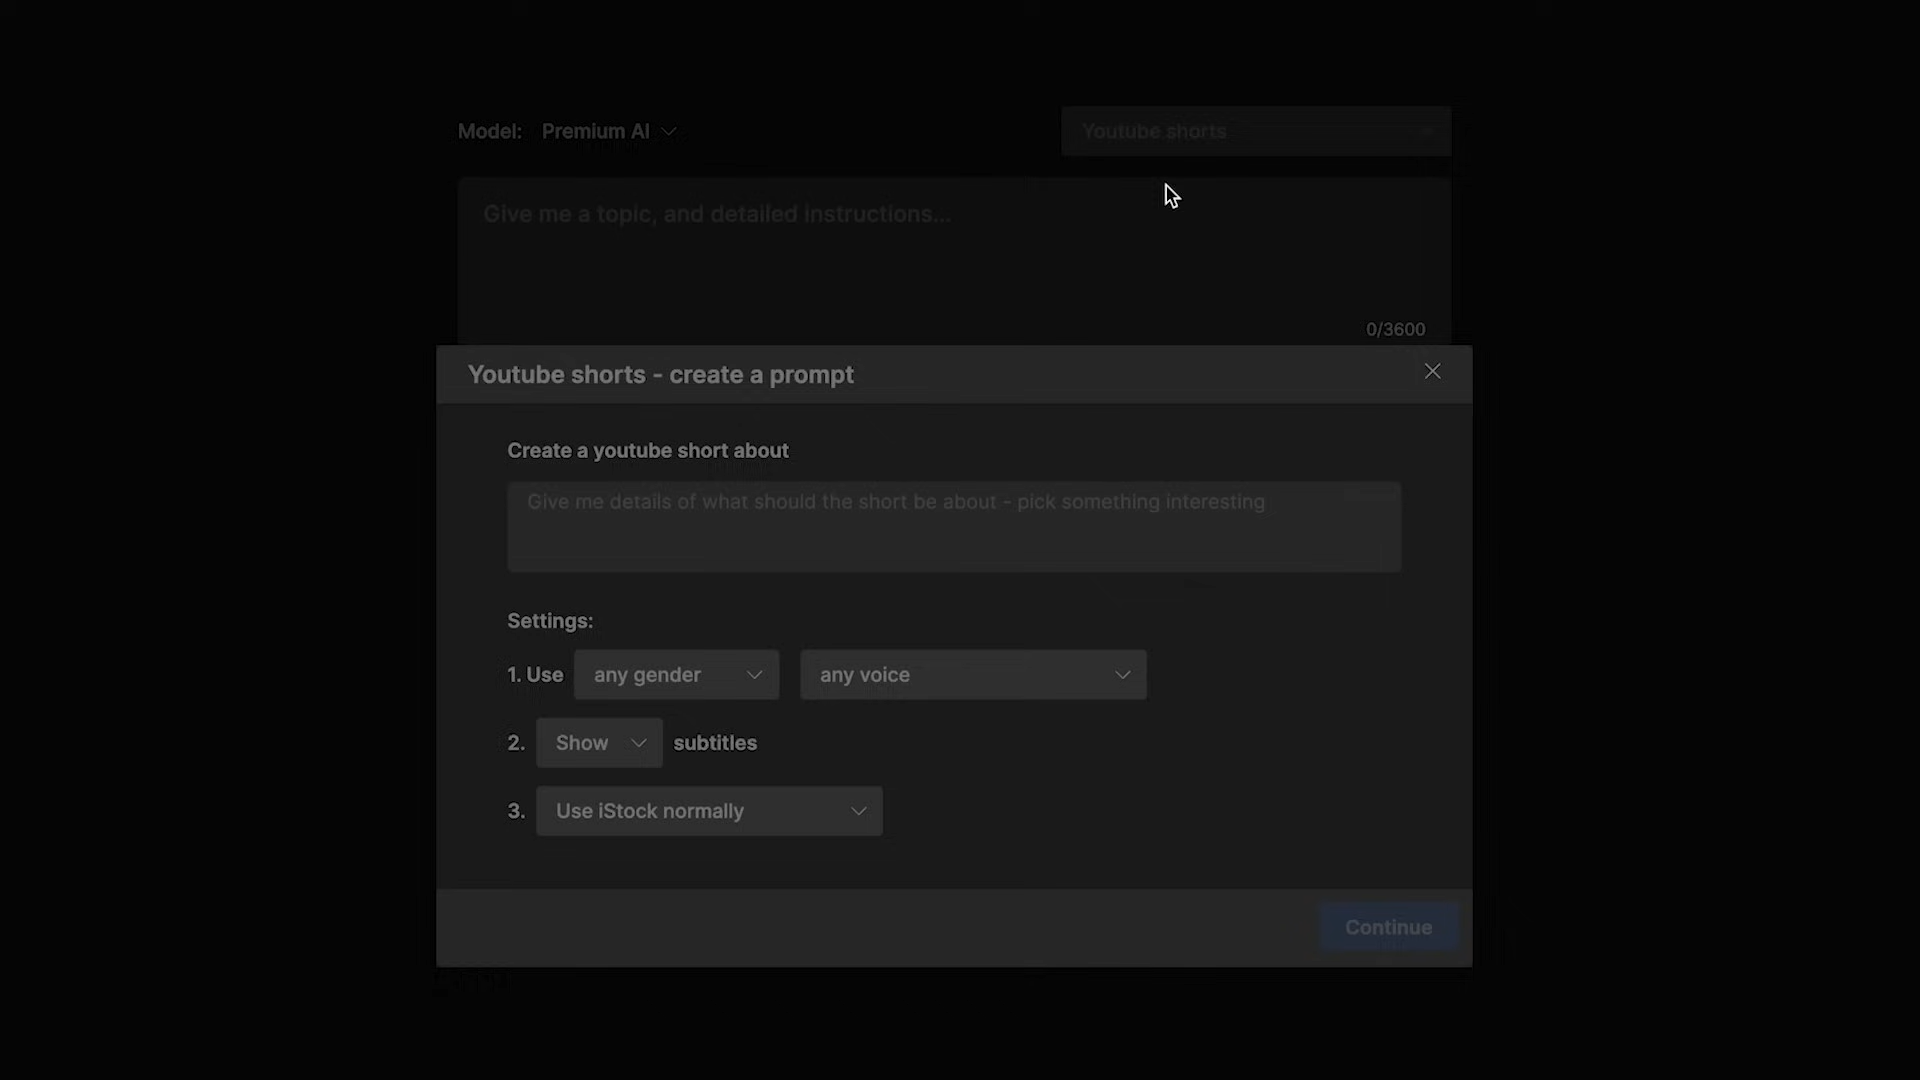 Model: Premium AI
Youtube shorts
Give me a topic, and detailed instructions...
0/3600
Youtube shorts - create a prompt
Create a youtube short about
Give me details of what should the short be about - pick something interesting
Settings:
1. Use any gender any voice
2. Show subtitles
3. Use iStock normally
Continue